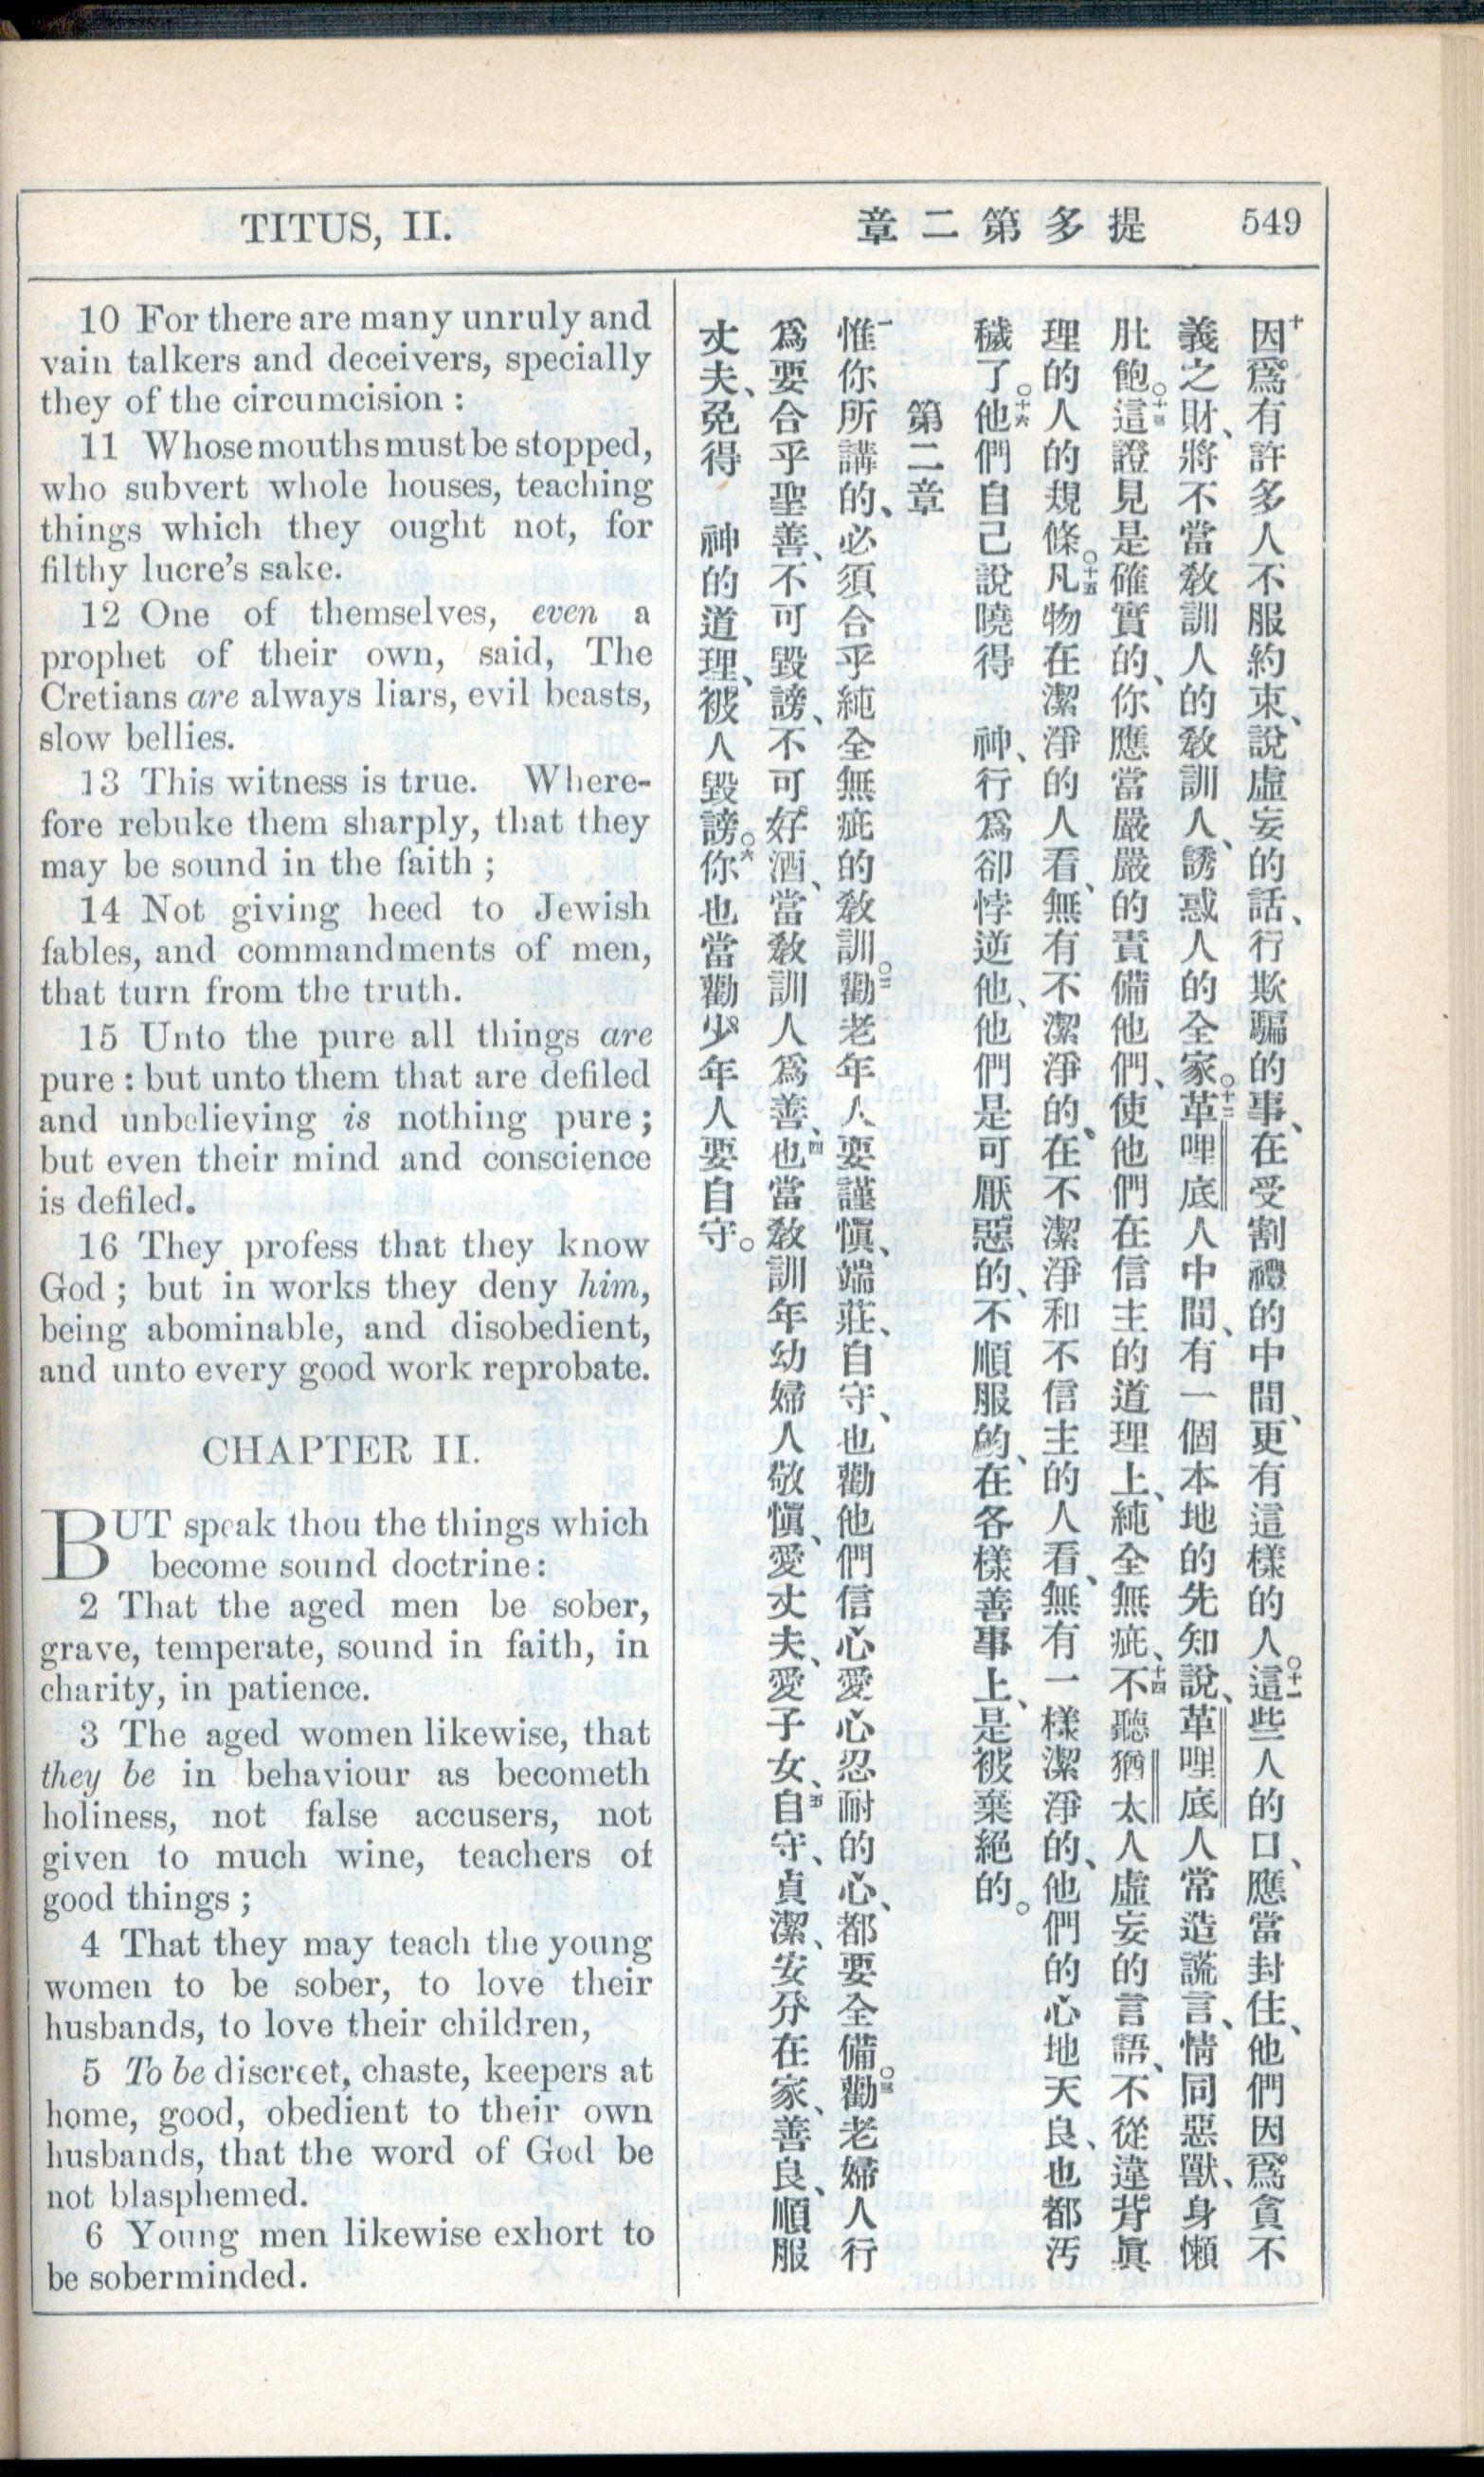 TITUS, II.
章二第多提 549
10 For there are many unruly and
vain talkers and deceivers, specially
they of the circumcision :
11 Whose mouths must be stopped,
who subvert whole houses, teaching
things which they ought not, for
filthy lucre's sake.
12 One of themselves, even a
prophet of their own, said, The
Cretians are always liars, evil beasts,
slow bellies.
13 This witness is true. Where-
fore rebuke them sharply, that they
may be sound in the faith ;
14 Not giving heed to Jewish
fables, and commandments of men,
that turn from the truth.
15 Unto the pure all things are
pure : but unto them that are defiled
and unbelieving is nothing pure ;
but even their mind and conscience
is defiled.
16 They profess that they know
God ; but in works they deny him,
being abominable, and disobedient,
and unto every good work reprobate.
CHAPTER II.
BUT speak thou the things which
become sound doctrine:
2 That the aged men be sober,
grave, temperate, sound in faith, in
charity, in patience.
3 The aged women likewise, that
they be in behaviour as becometh
holiness, not false accusers, not
given to much wine, teachers of
good things ;
4 That they may teach the young
women to be sober, to love their
husbands, to love their children,
5 To be discreet, chaste, keepers at
home, good, obedient to their own
husbands, that the word of God be
not blasphemed.
6 Young men likewise exhort to
be soberminded.
十因爲有許多人不服約束、說虛妄的話、行欺騙的事、在受割禮的中間、更有這樣的人。十一這些人的口、應當封住、他們因爲貪不
義之財、將不當敎訓人的敎訓人、誘惑人的全家。十二革哩底人中間、有一個本地的先知說、革哩底人常造謊言、情同惡獸、身懶
肚飽。十三這證見是確實的、你應當嚴嚴的責備他們、使他們在信主的道理上、純全無疵、十四不聽猶太人虛妄的言語、不從違背眞
理的人的規條。十五凡物在潔淨的人看、無有不潔淨的、在不潔淨和不信主的人看、無有一樣潔淨的、他們的心地天良、也都汚
穢了。十六他們自己說曉得 神、行爲卻悖逆他、他們是可厭惡的、不順服的、在各樣善事上、是被棄絕的。
第二章
一惟你所講的、必須合乎純全無疵的敎訓。二勸老年人要謹愼、端莊、自守、也勸他們信心愛心忍耐的心、都要全備。三勸老婦人行
爲要合乎聖善、不可毀謗、不可好酒、當敎訓人爲善、四也當敎訓年幼婦人敬愼、愛丈夫、愛子女、五自守、貞潔、安分在家、善良、順服
丈夫、免得 神的道理、被人毀謗。六你也當勸少年人要自守。